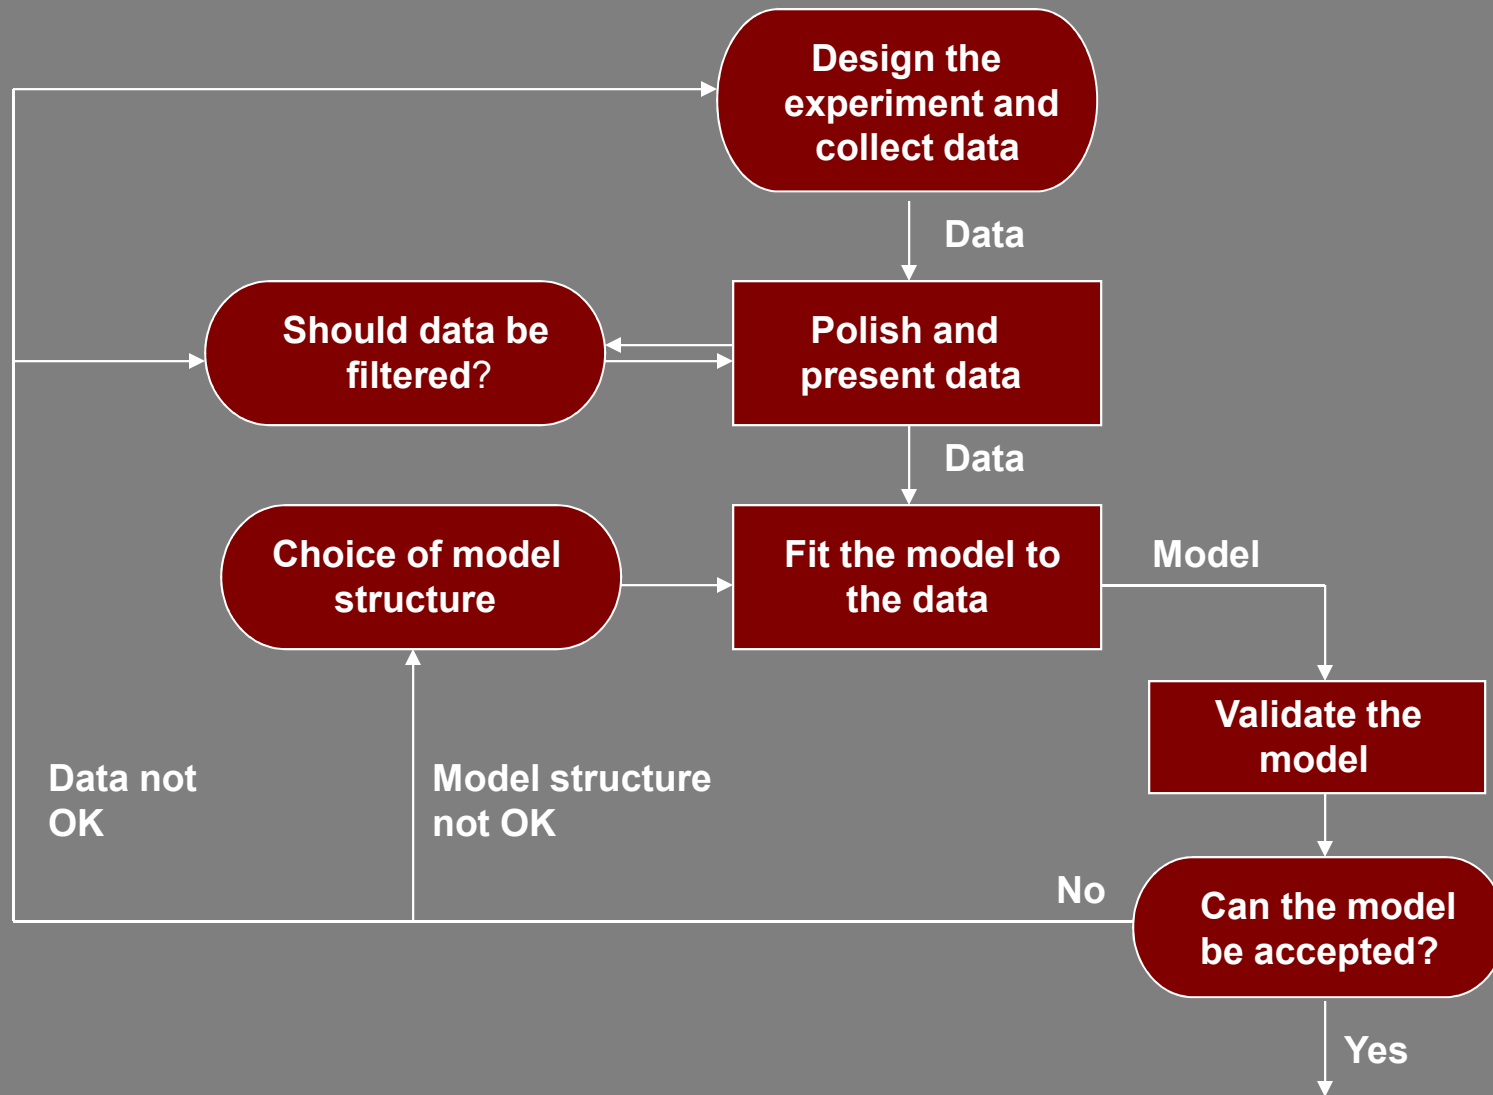 Design the
experiment and
collect data
Data
Should data be
filtered?
Polish and
present data
Data
Choice of model
structure
Fit the model to
the data
Model
Validate the
model
Data not
OK
Model structure
not OK
No
Can the model
be accepted?
Yes